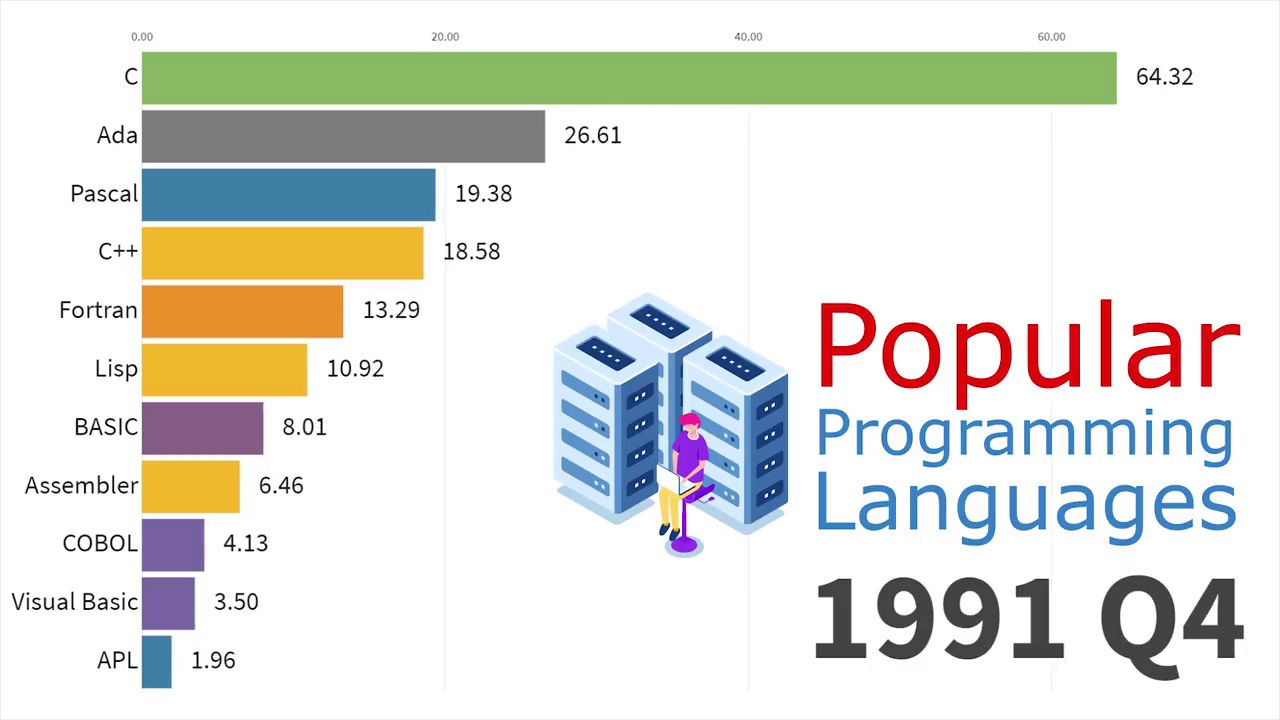 0.00 20.00 40.00 60.00
C 64.32
Ada 26.61
Pascal 19.38
C++ 18.58
Fortran 13.29
Lisp 10.92
BASIC 8.01
Assembler 6.46
COBOL 4.13
Visual Basic 3.50
APL 1.96
Popular
Programming
Languages
1991 Q4